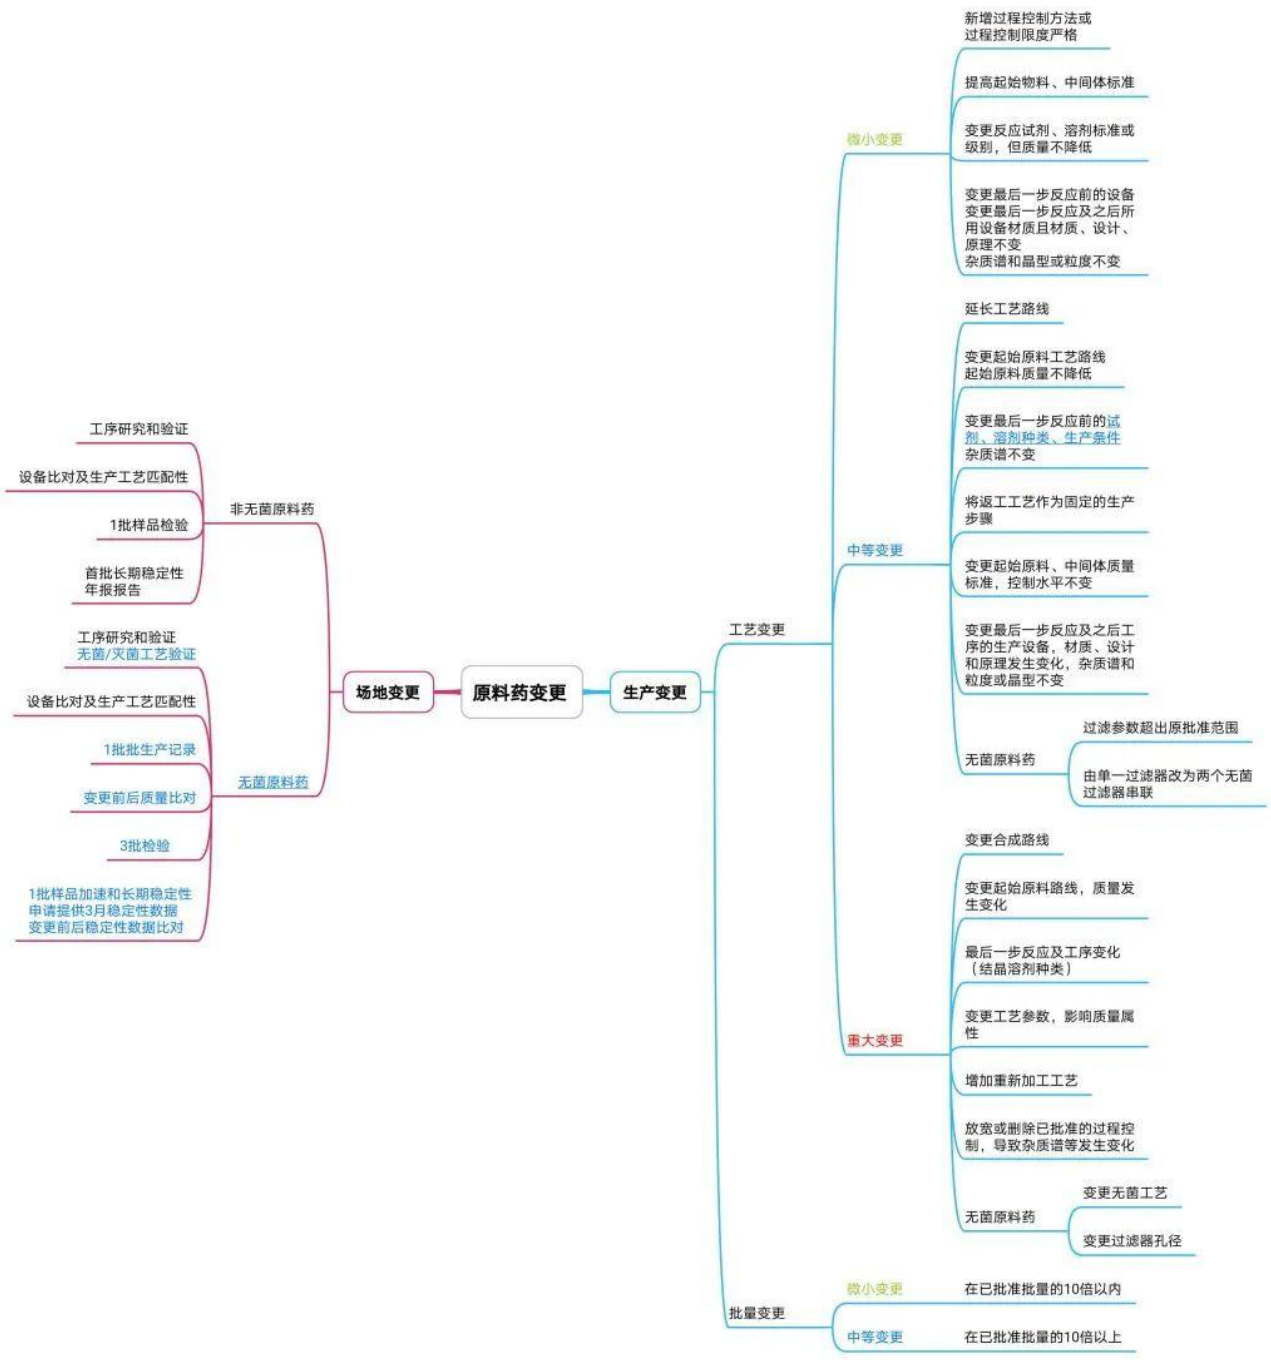 原料药变更
场地变更
非无菌原料药
工序研究和验证
设备比对及生产工艺匹配性
1批样品检验
首批长期稳定性
年报报告
无菌原料药
工序研究和验证
无菌/灭菌工艺验证
设备比对及生产工艺匹配性
1批批生产记录
变更前后质量比对
3批检验
1批样品加速和长期稳定性
申请提供3月稳定性数据
变更前后稳定性数据比对
生产变更
工艺变更
微小变更
新增过程控制方法或
过程控制限度严格
提高起始物料、中间体标准
变更反应试剂、溶剂标准或
级别，但质量不降低
变更最后一步反应前的设备
变更最后一步反应及之后所
用设备材质且材质、设计、
原理不变
杂质谱和晶型或粒度不变
中等变更
延长工艺路线
变更起始原料工艺路线
起始原料质量不降低
变更最后一步反应前的试
剂、溶剂种类、生产条件
杂质谱不变
将返工工艺作为固定的生产
步骤
变更起始原料、中间体质量
标准，控制水平不变
变更最后一步反应及之后工
序的生产设备，材质、设计
和原理发生变化，杂质谱和
粒度或晶型不变
无菌原料药
过滤参数超出原批准范围
由单一过滤器改为两个无菌
过滤器串联
重大变更
变更合成路线
变更起始原料路线，质量发
生变化
最后一步反应及工序变化
（结晶溶剂种类）
变更工艺参数，影响质量属
性
增加重新加工工艺
放宽或删除已批准的过程控
制，导致杂质谱等发生变化
无菌原料药
变更无菌工艺
变更过滤器孔径
批量变更
微小变更
在已批准批量的10倍以内
中等变更
在已批准批量的10倍以上